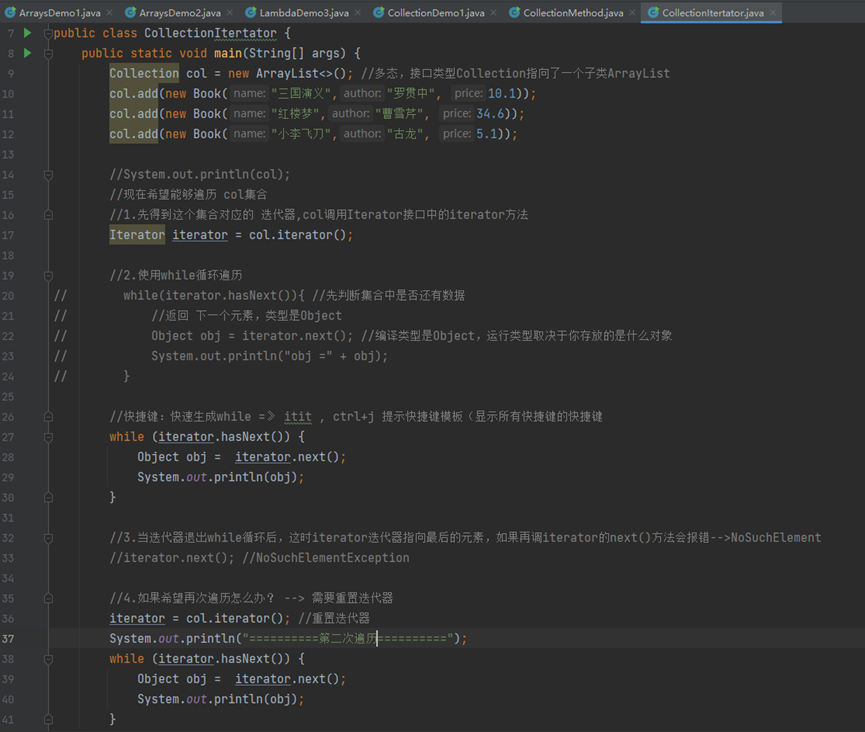 ArraysDemo1.java × ArraysDemo2.java × LambdaDemo3.java × CollectionDemo1.java × CollectionMethod.java × CollectionItertator.java ×
7 public class CollectionItertator {
8 public static void main(String[] args) {
9 Collection col = new ArrayList<>(); //多态，接口类型Collection指向了一个子类ArrayList
10 col.add(new Book( name: "三国演义", author: "罗贯中", price: 10.1));
11 col.add(new Book( name: "红楼梦", author: "曹雪芹", price: 34.6));
12 col.add(new Book( name: "小李飞刀", author: "古龙", price: 5.1));
13
14 //System.out.println(col);
15 //现在希望能够遍历 col集合
16 //1.先得到这个集合对应的 迭代器,col调用Iterator接口中的iterator方法
17 Iterator iterator = col.iterator();
18
19 //2.使用while循环遍历
20 // while(iterator.hasNext()){ //先判断集合中是否还有数据
21 // //返回 下一个元素，类型是Object
22 // Object obj = iterator.next(); //编译类型是Object，运行类型取决于你存放的是什么对象
23 // System.out.println("obj =" + obj);
24 // }
25
26 //快捷键：快速生成while =》 itit , ctrl+j 提示快捷键模板（显示所有快捷键的快捷键
27 while (iterator.hasNext()) {
28 Object obj =  iterator.next();
29 System.out.println(obj);
30 }
31
32 //3.当迭代器退出while循环后，这时iterator迭代器指向最后的元素，如果再调iterator的next()方法会报错-->NoSuchElement
33 //iterator.next(); //NoSuchElementException
34
35 //4.如果希望再次遍历怎么办？ --> 需要重置迭代器
36 iterator = col.iterator(); //重置迭代器
37 System.out.println("==========第二次遍历==========");
38 while (iterator.hasNext()) {
39 Object obj =  iterator.next();
40 System.out.println(obj);
41 }